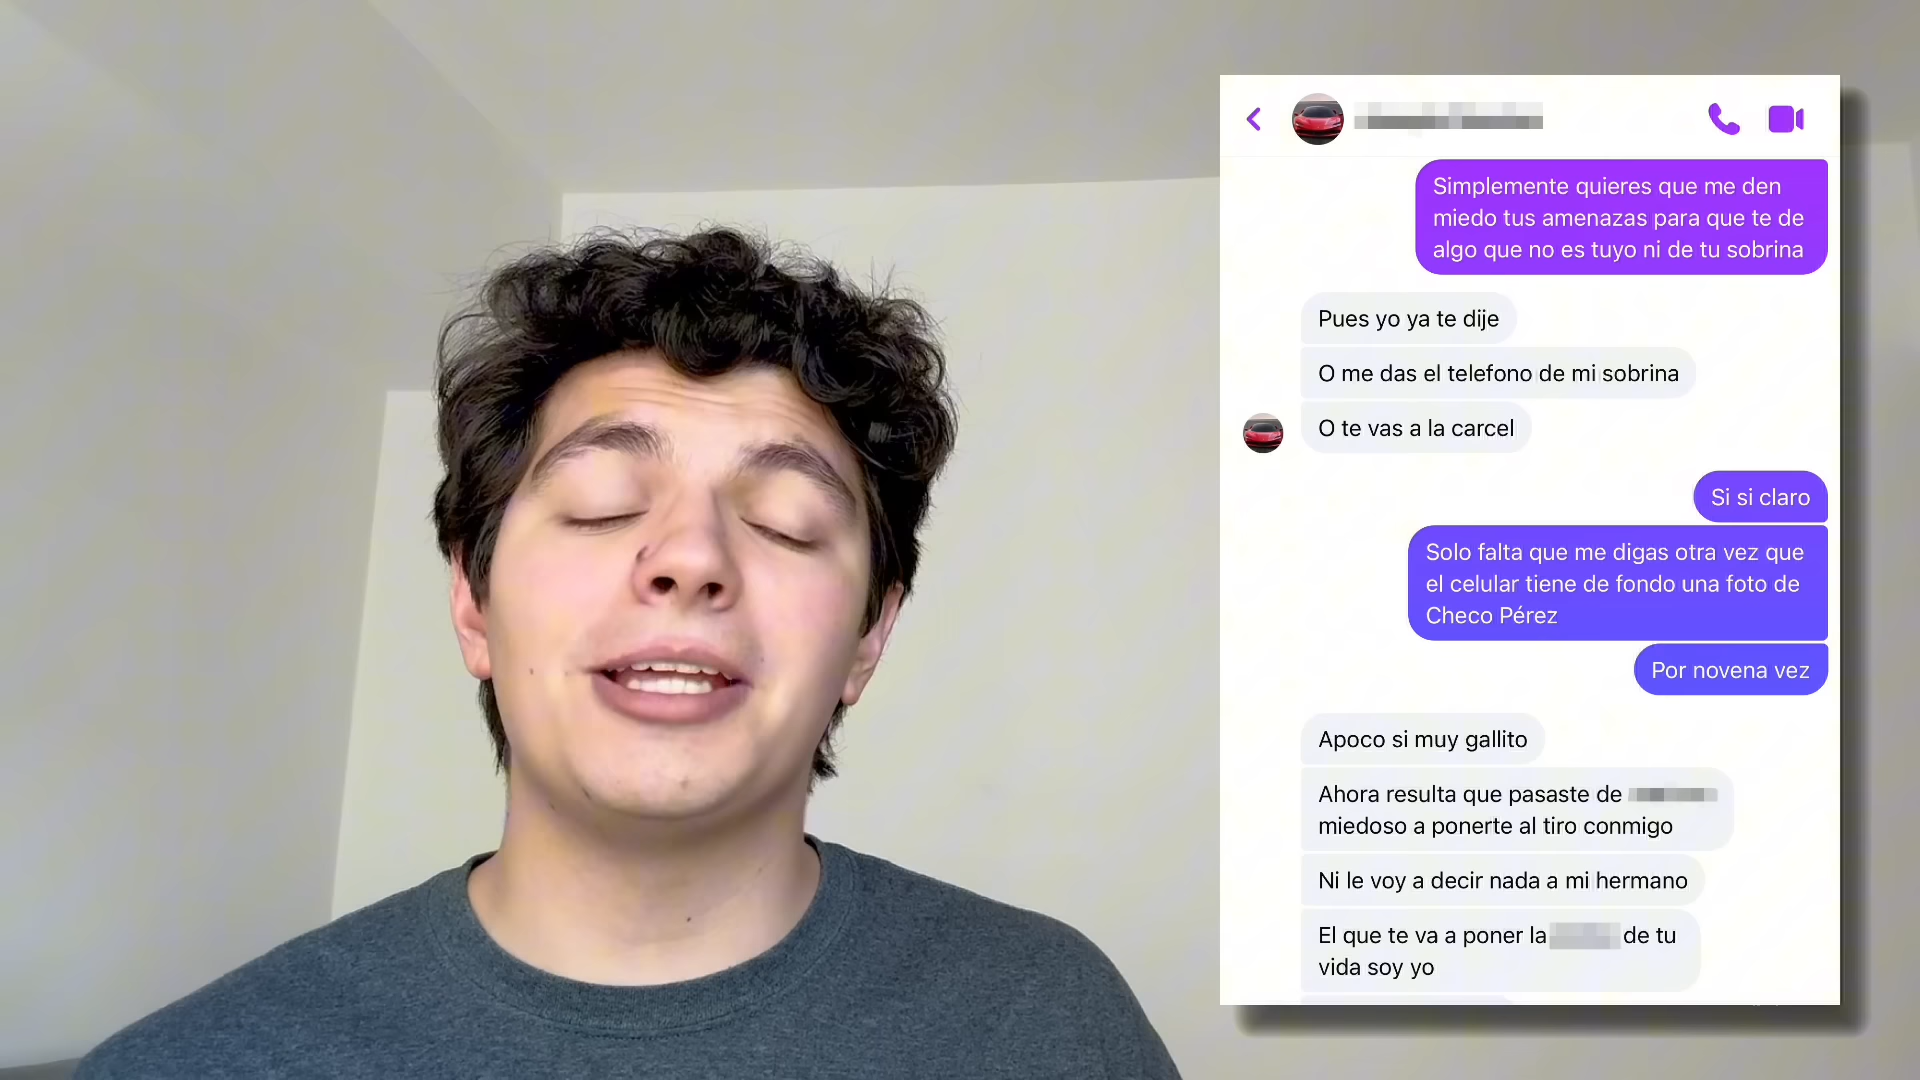 Simplemente quieres que me den
miedo tus amenazas para que te de
algo que no es tuyo ni de tu sobrina
Pues yo ya te dije
O me das el telefono de mi sobrina
O te vas a la carcel
Si si claro
Solo falta que me digas otra vez que
el celular tiene de fondo una foto de
Checo Pérez
Por novena vez
Apoco si muy gallito
Ahora resulta que pasaste de
miedoso a ponerte al tiro conmigo
Ni le voy a decir nada a mi hermano
El que te va a poner la de tu
vida soy yo